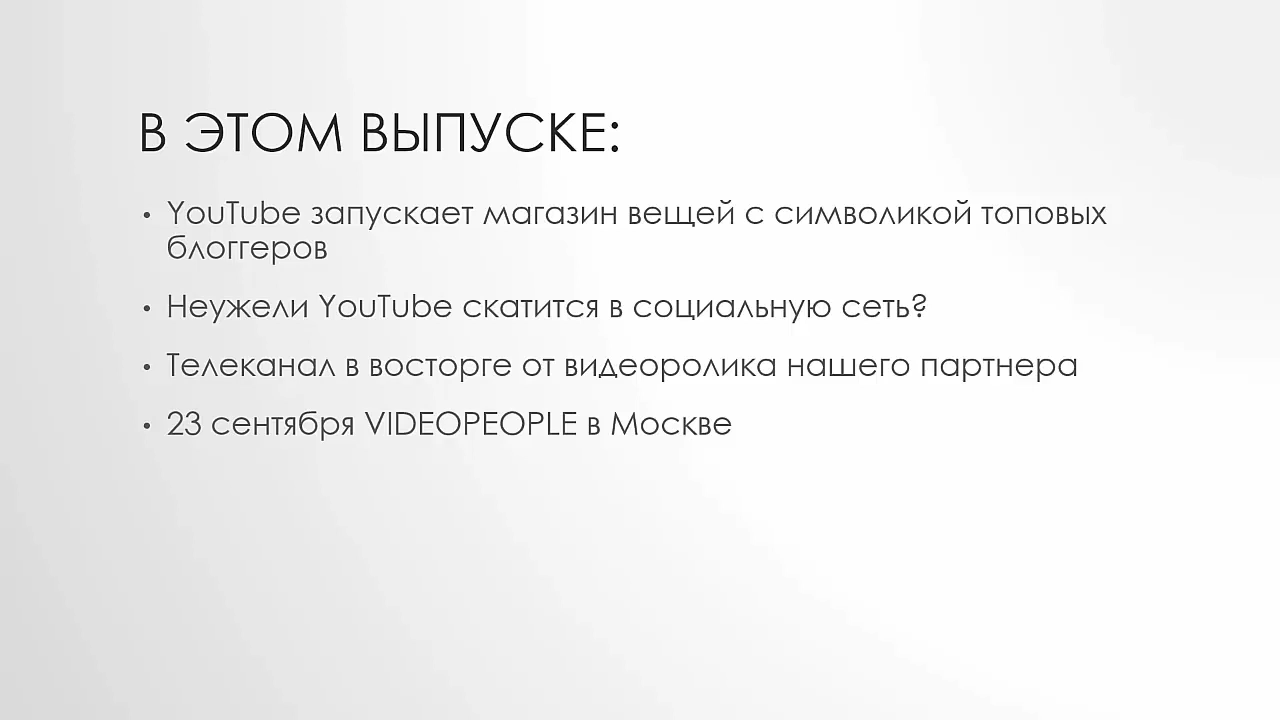 В ЭТОМ ВЫПУСКЕ:
• YouTube запускает магазин вещей с символикой топовых
блоггеров
• Неужели YouTube скатится в социальную сеть?
• Телеканал в восторге от видеоролика нашего партнера
• 23 сентября VIDEOPEOPLE в Москве